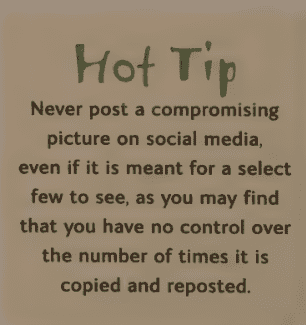 Hot Tip
Never post a compromising
picture on social media,
even if it is meant for a select
few to see, as you may find
that you have no control over
the number of times it is
copied and reposted.